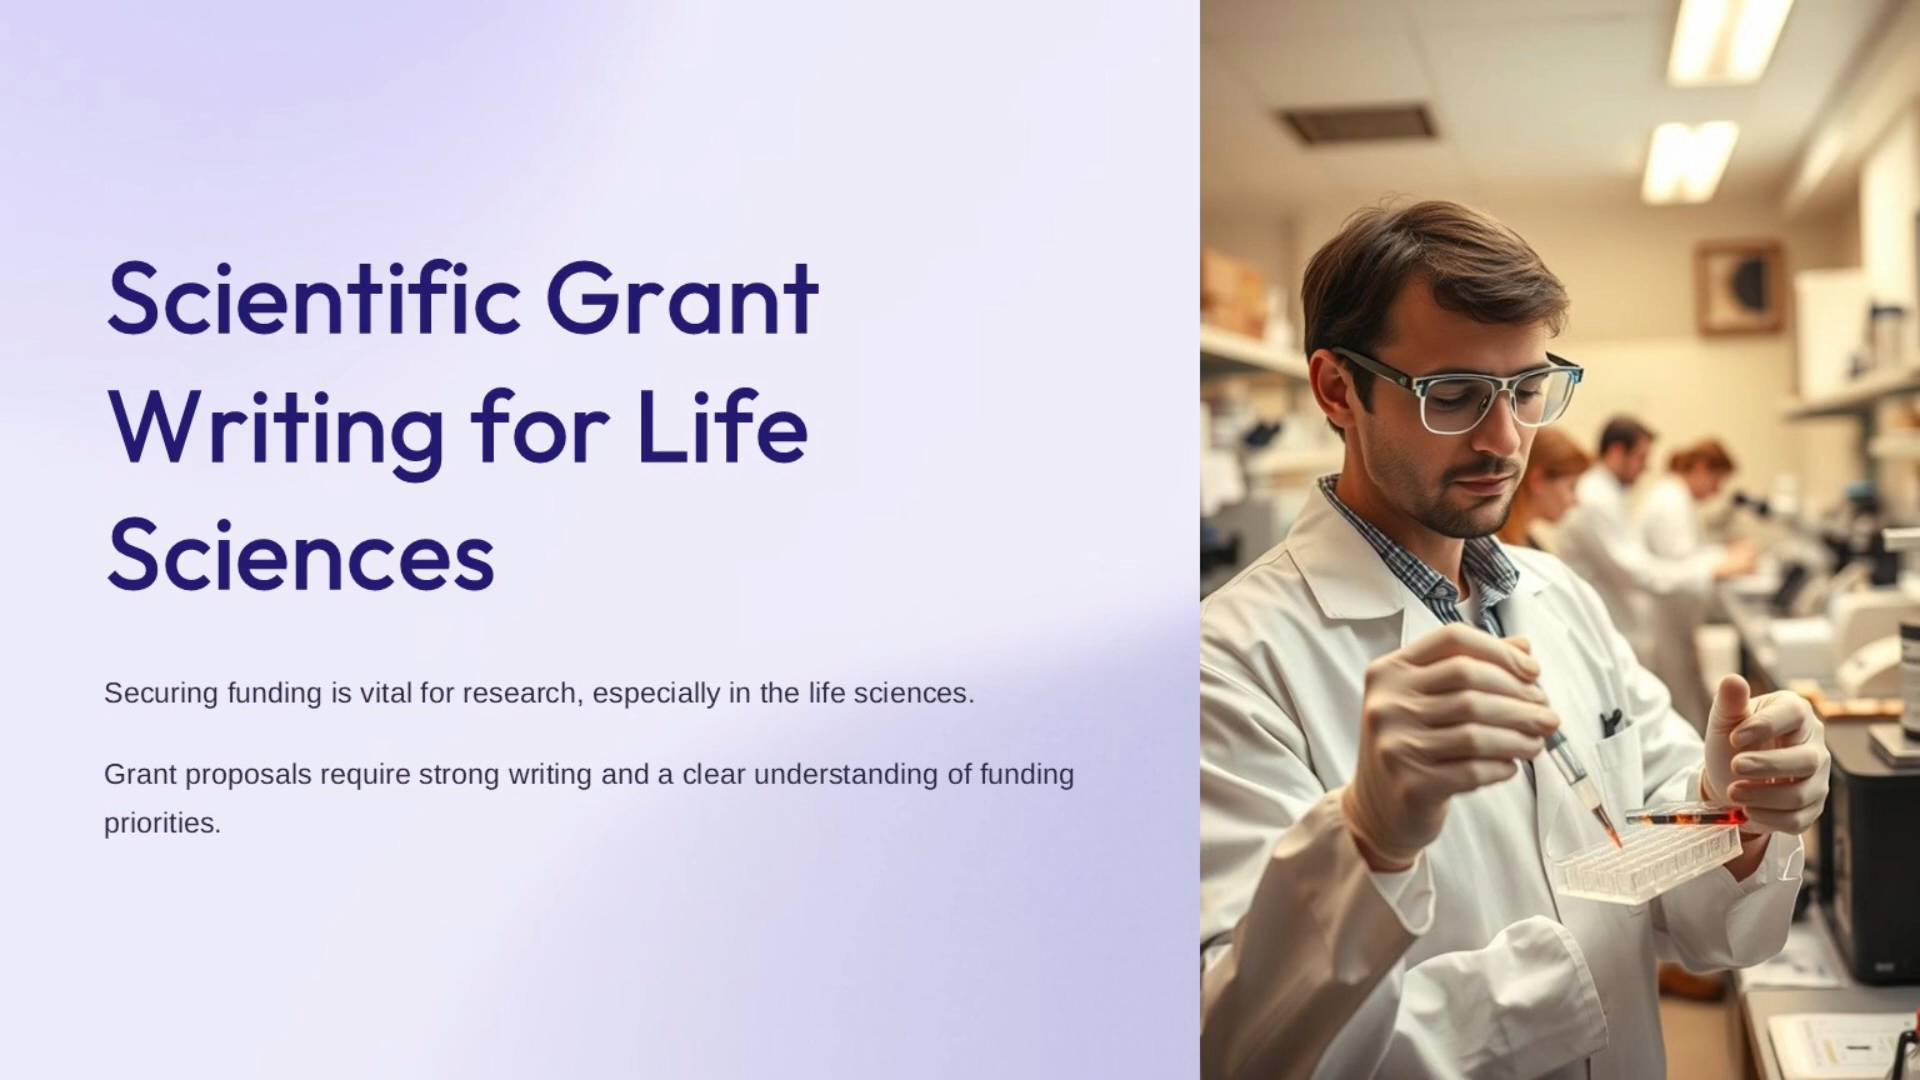 Scientific Grant
Writing for Life
Sciences
Securing funding is vital for research, especially in the life sciences.
Grant proposals require strong writing and a clear understanding of funding
priorities.